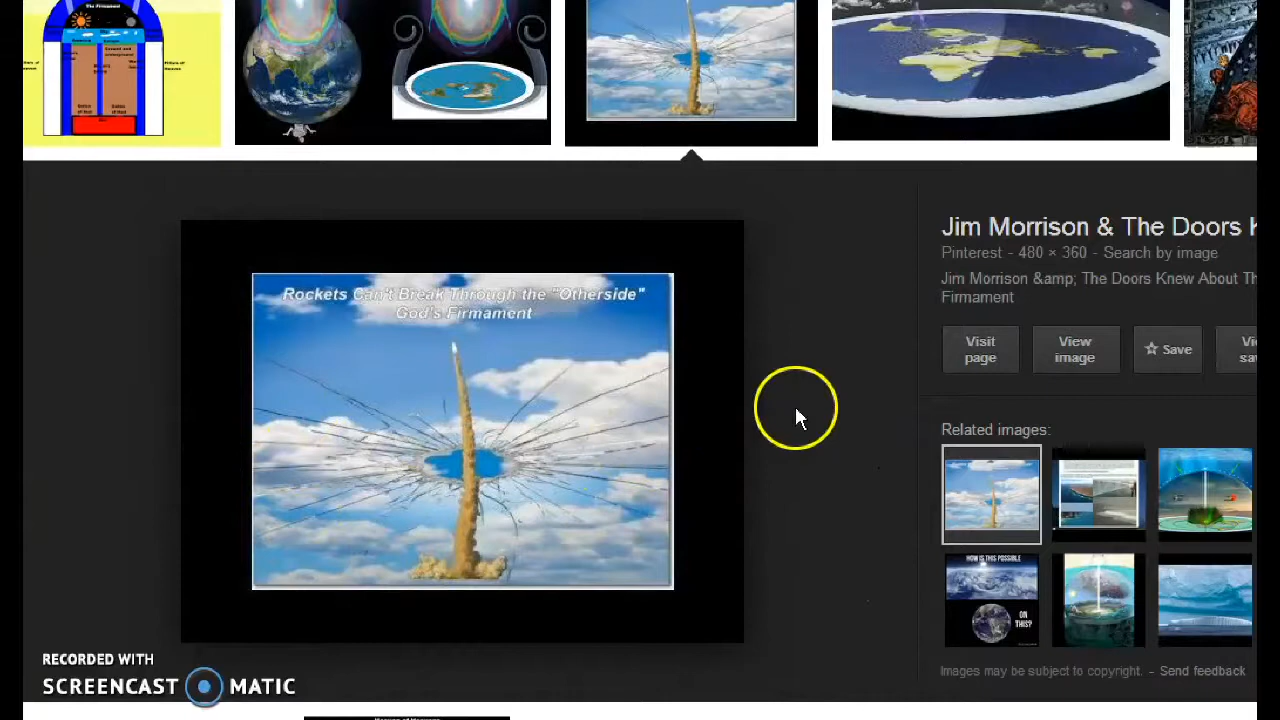 The Firmament
Rockets Can't Break Through the "Otherside"
God's Firmament
Jim Morrison & The Doors
Pinterest - 480 × 360 - Search by image
Jim Morrison &amp; The Doors Knew About
Firmament
Visit page
View image
Save
Related images:
HOW IS THIS POSSIBLE
ON
THIS?
Images may be subject to copyright. - Send feedback
RECORDED WITH
SCREENCAST MATIC